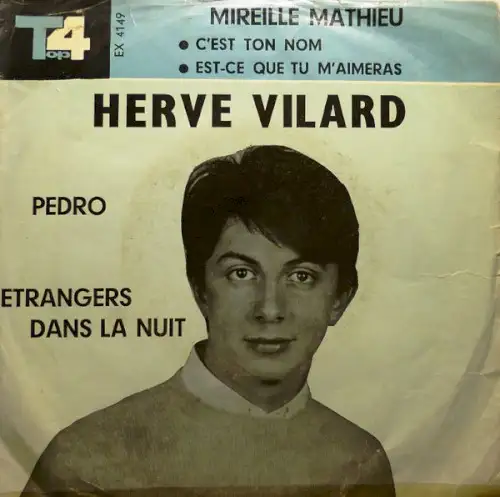 Top 4
EX 4149
MIREILLE MATHIEU
• C'EST TON NOM
• EST-CE QUE TU M'AIMERAS
HERVE VILARD
PEDRO
ETRANGERS
DANS LA NUIT